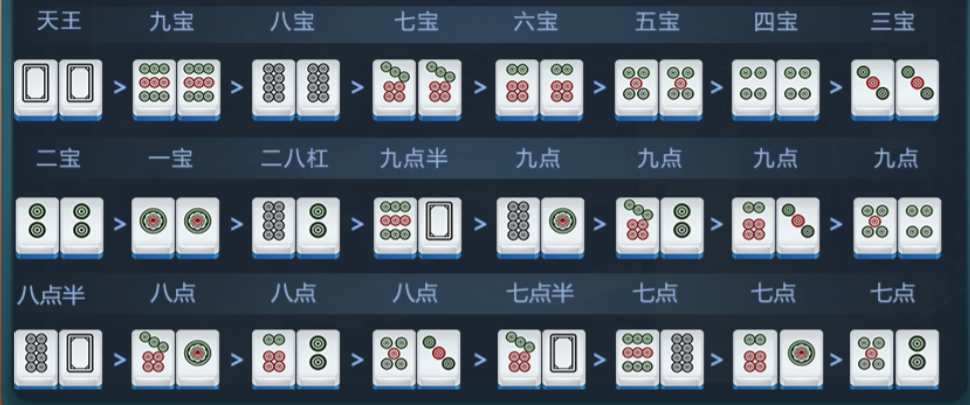 天王 九宝 八宝 七宝 六宝 五宝 四宝 三宝
> > > > > > >
二宝 一宝 二八杠 九点半 九点 九点 九点 九点
> > > > > > >
八点半 八点 八点 八点 七点半 七点 七点 七点
> > > > > > >